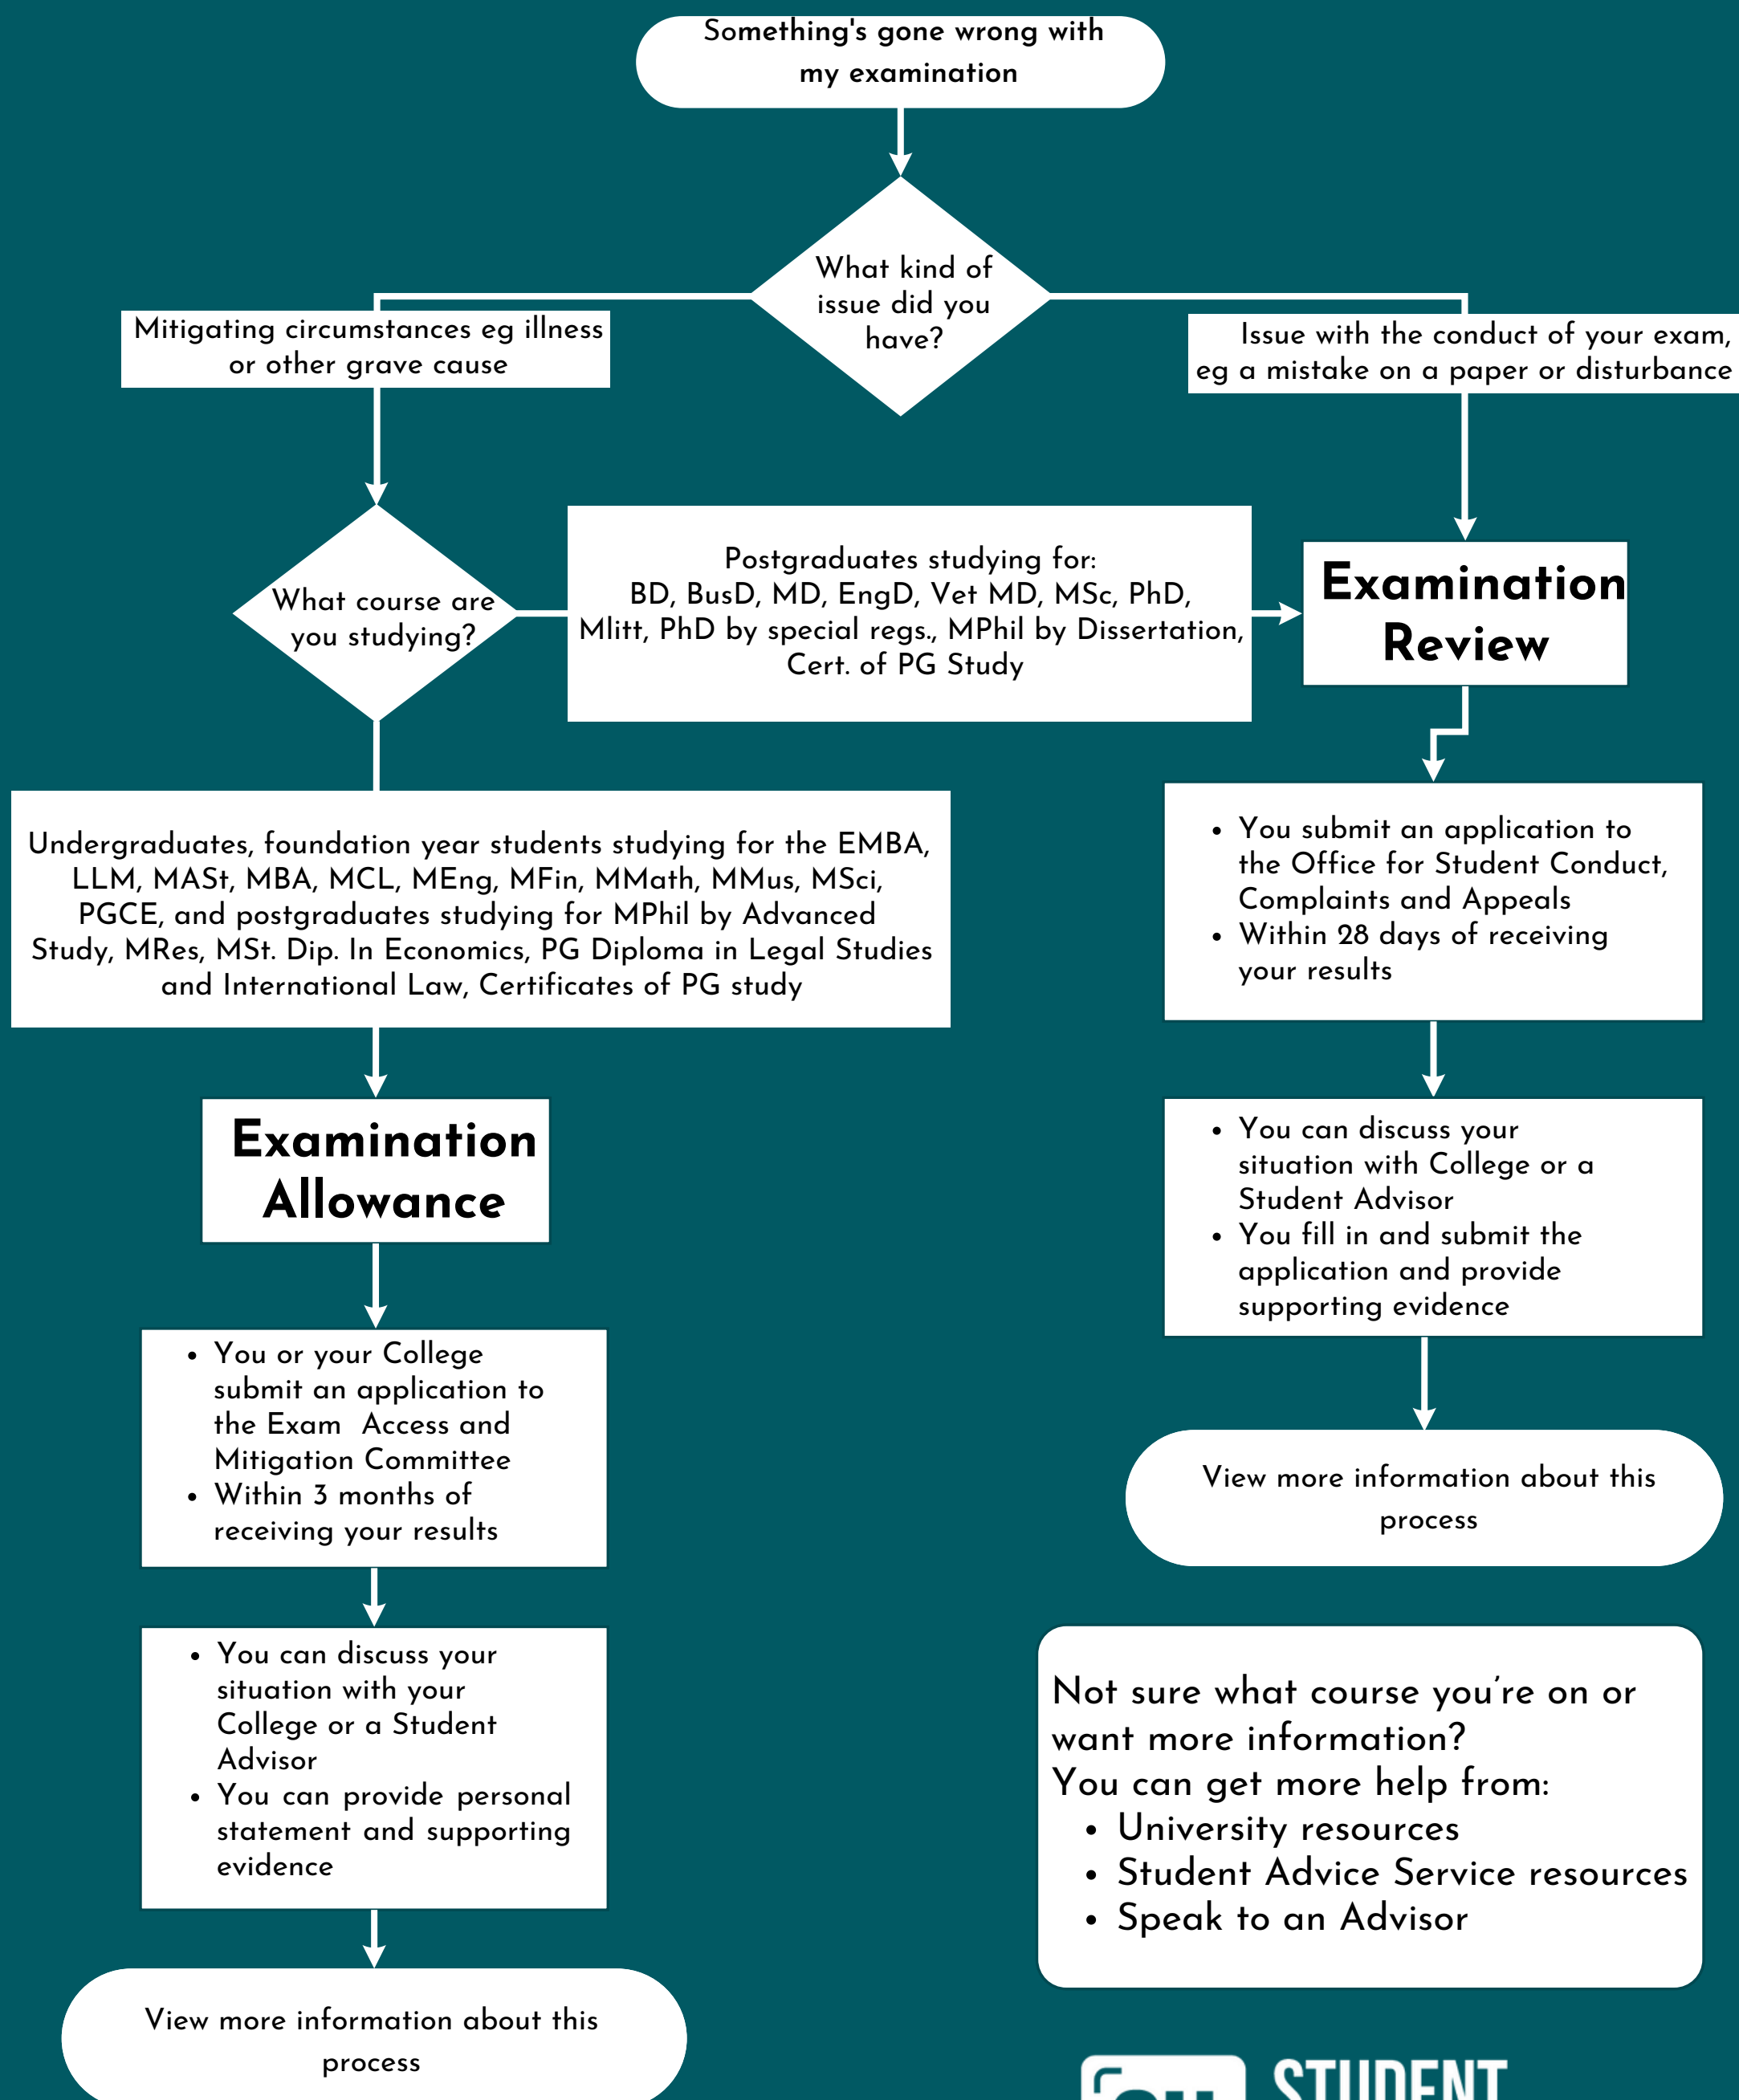 Something's gone wrong with
my examination
What kind of
issue did you
have?
Mitigating circumstances eg illness
or other grave cause
Issue with the conduct of your exam,
eg a mistake on a paper or disturbance
What course are
you studying?
Postgraduates studying for:
BD, BusD, MD, EngD, Vet MD, MSc, PhD,
Mlitt, PhD by special regs., MPhil by Dissertation,
Cert. of PG Study
Examination
Review
Undergraduates, foundation year students studying for the EMBA,
LLM, MASt, MBA, MCL, MEng, MFin, MMath, MMus, MSci,
PGCE, and postgraduates studying for MPhil by Advanced
Study, MRes, MSt. Dip. In Economics, PG Diploma in Legal Studies
and International Law, Certificates of PG study
• You submit an application to
the Office for Student Conduct,
Complaints and Appeals
• Within 28 days of receiving
your results
Examination
Allowance
• You can discuss your
situation with College or a
Student Advisor
• You fill in and submit the
application and provide
supporting evidence
• You or your College
submit an application to
the Exam  Access and
Mitigation Committee
• Within 3 months of
receiving your results
View more information about this
process
• You can discuss your
situation with your
College or a Student
Advisor
• You can provide personal
statement and supporting
evidence
Not sure what course you’re on or
want more information?
You can get more help from:
• University resources
• Student Advice Service resources
• Speak to an Advisor
View more information about this
process
STUDENT